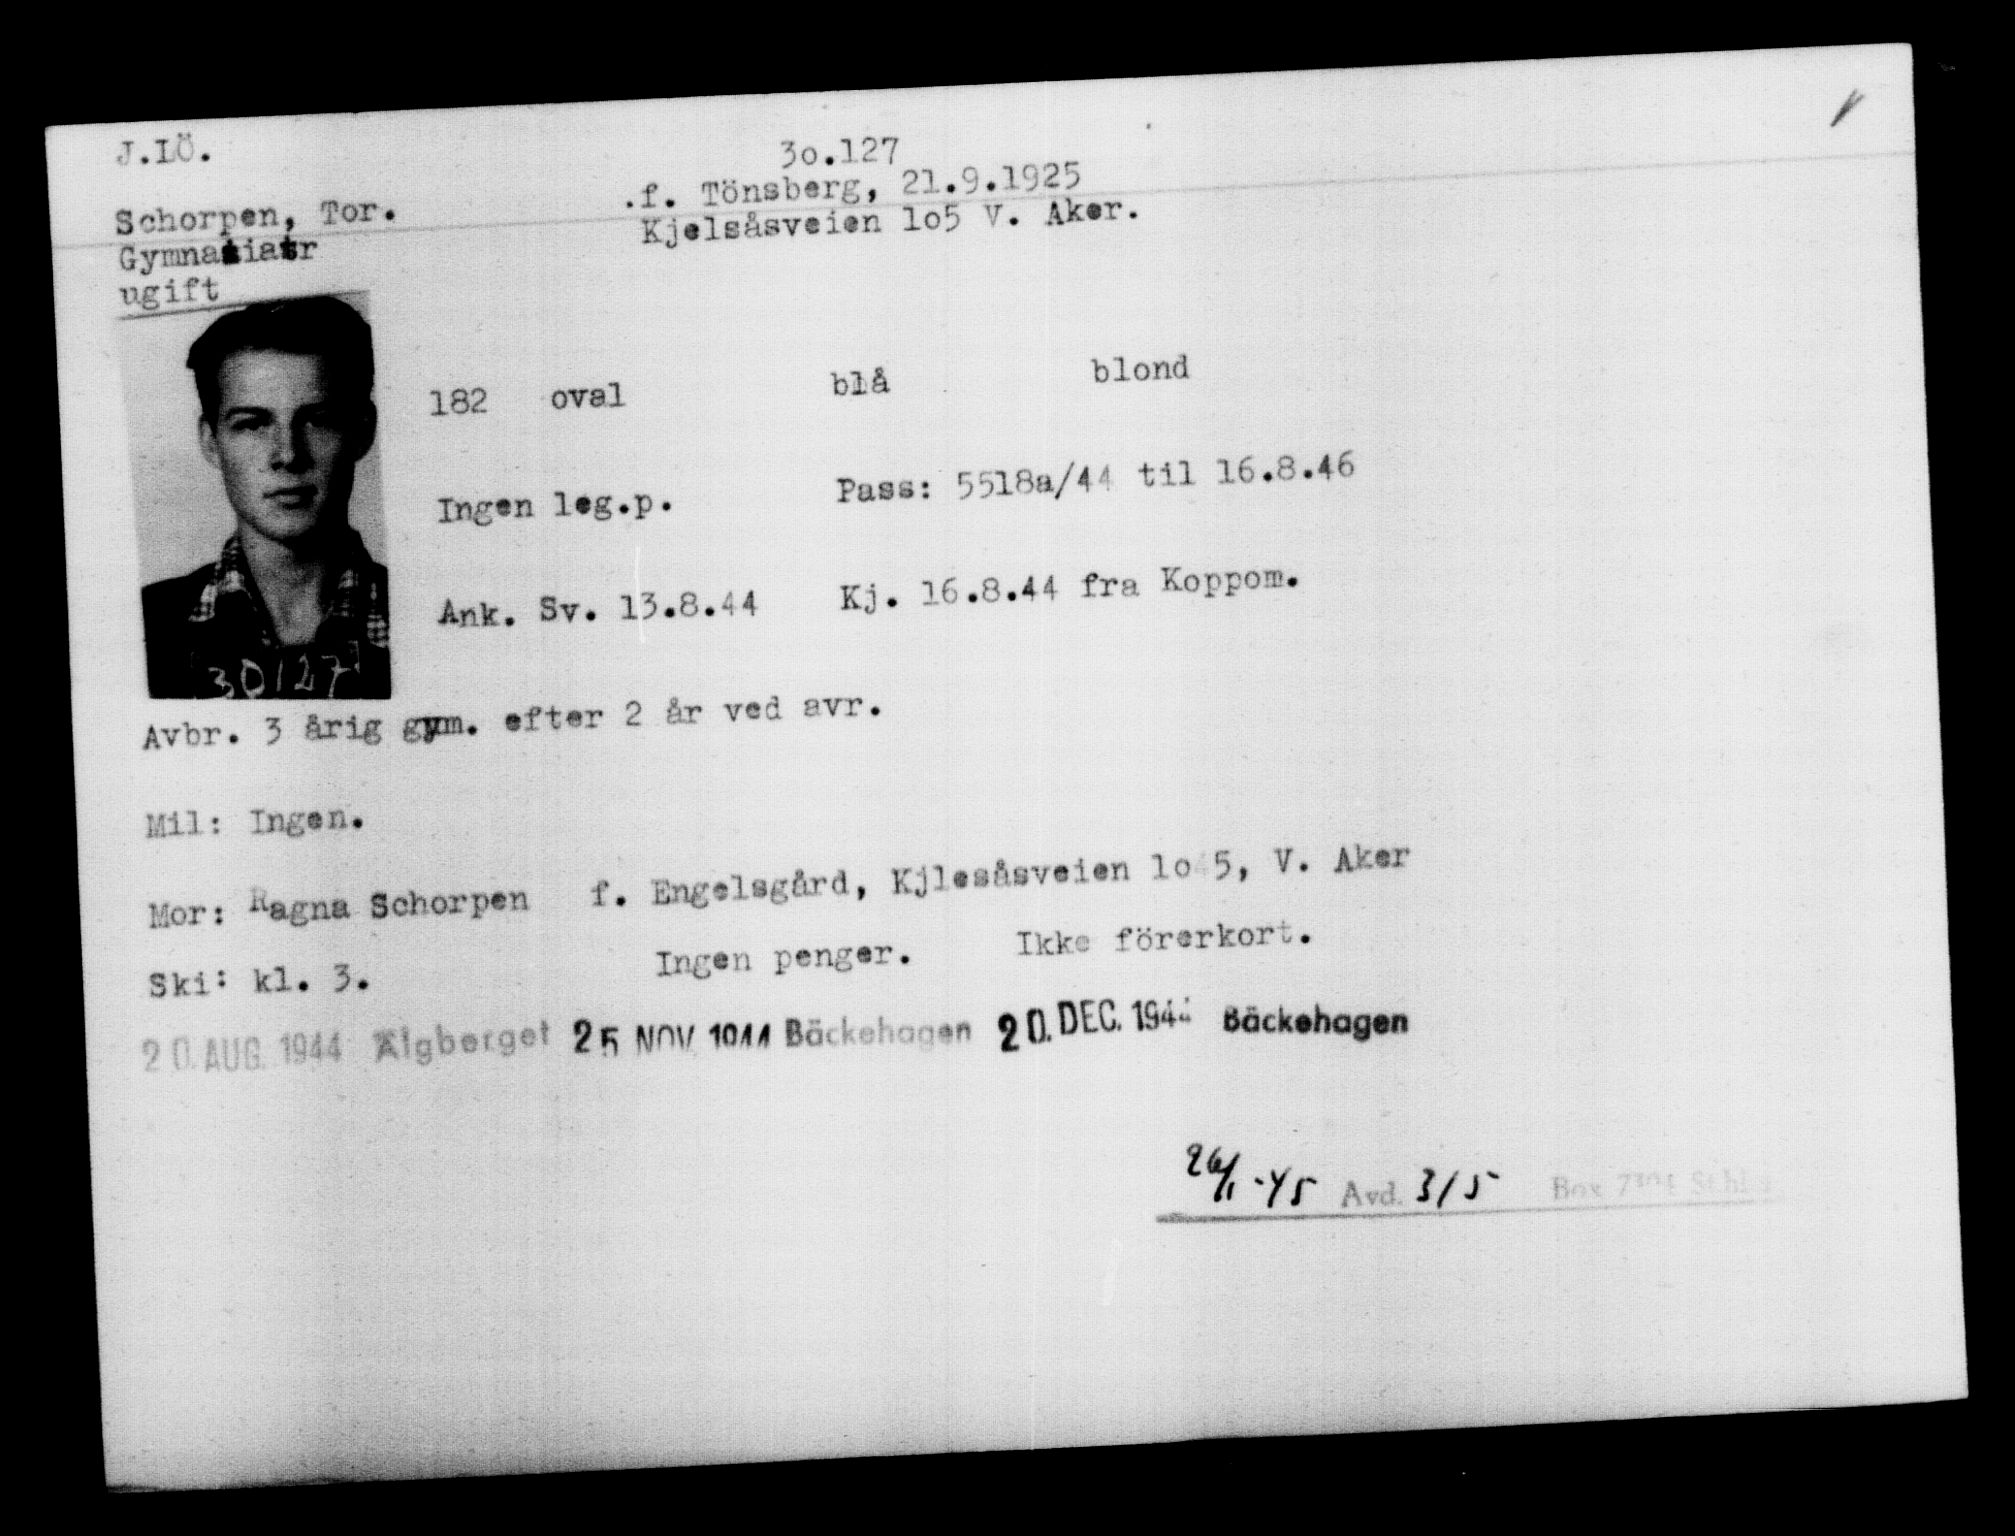 J.LÖ.
30.127
Schorpen, Tor.
.f. Tönsberg, 21.9.1925
Gymnasiast
Kjelsåsveien 1o5 V. Aker.
ugift
182 oval blå blond
Ingen leg.p. Pass: 5518a/44 til 16.8.46
Ank. Sv. 13.8.44 Kj. 16.8.44 fra Koppom.
30127
Avbr. 3 årig gym. efter 2 år ved avr.
Mil: Ingen.
Mor: Ragna Schorpen f. Engelsgård, Kjlesåsveien 1o 5, V. Aker
Ski: kl. 3. Ingen penger. Ikke förerkort.
20. AUG. 1944 Älgberget 25 NOV. 1944 Bäckehagen 20. DEC. 1944 Bäckehagen
26/1 -45 Avd. 3/5 Box